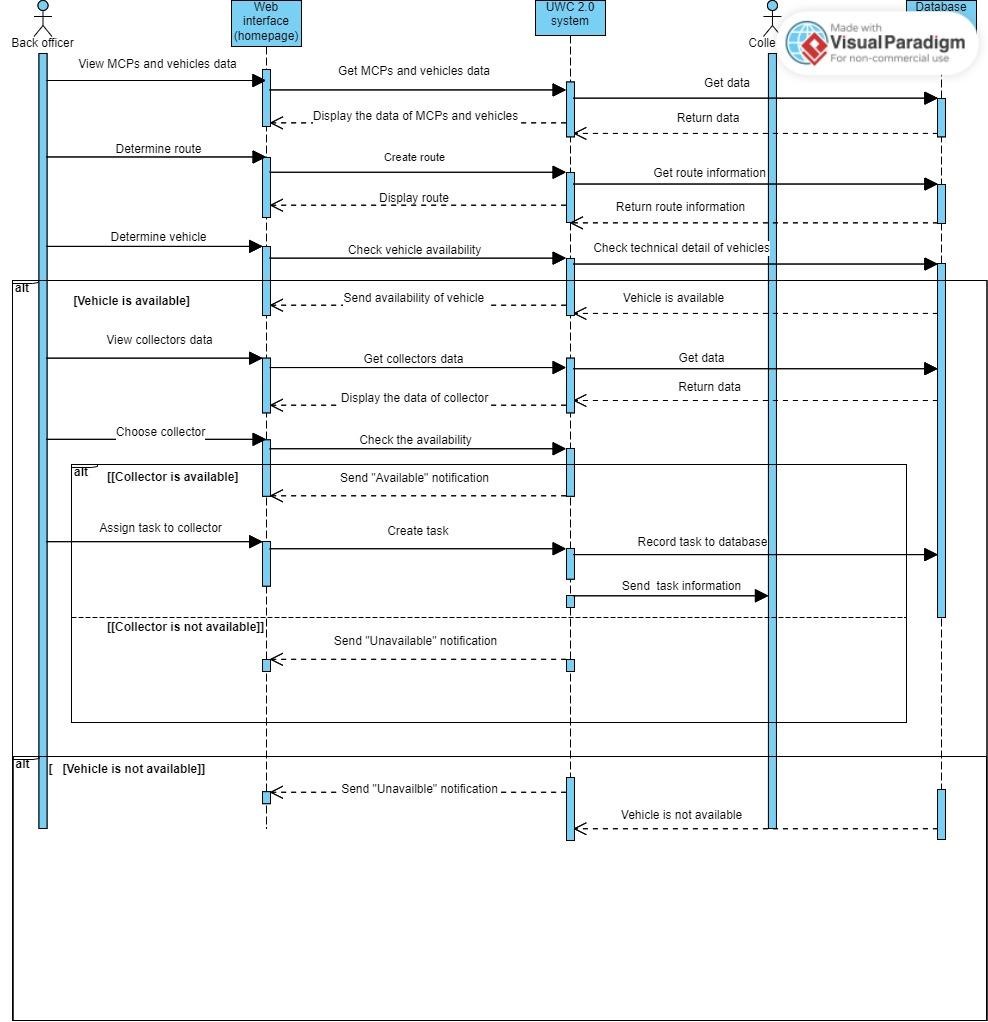 Web
interface
(homepage)
UWC 2.0
system
Database
Back officer
Colle
Made with
VisualParadigm
For non-commercial use
View MCPs and vehicles data
Get MCPs and vehicles data
Get data
Display the data of MCPs and vehicles
Return data
Determine route
Create route
Get route information
Display route
Return route information
Determine vehicle
Check vehicle availability
Check technical detail of vehicles
alt
[Vehicle is available]
Send availability of vehicle
Vehicle is available
View collectors data
Get collectors data
Get data
Display the data of collector
Return data
Choose collector
Check the availability
alt
[[Collector is available]
Send "Available" notification
Assign task to collector
Create task
Record task to database
Send  task information
[[Collector is not available]]
Send "Unavailable" notification
alt
[   [Vehicle is not available]]
Send "Unavailble" notification
Vehicle is not available